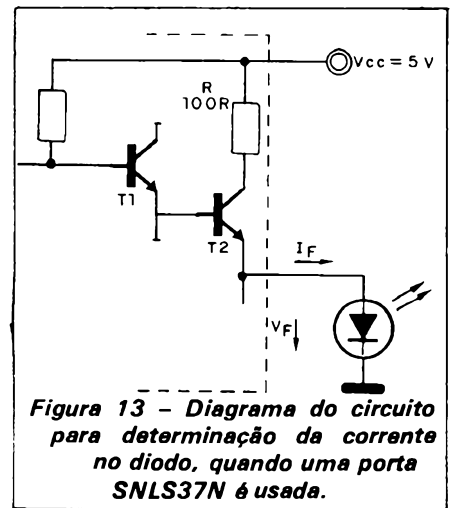 Vcc = 5 V
R
100R
T1
T2
IF
VF
Figura 13 – Diagrama do circuito
para determinação da corrente
no diodo, quando uma porta
SNLS37N é usada.